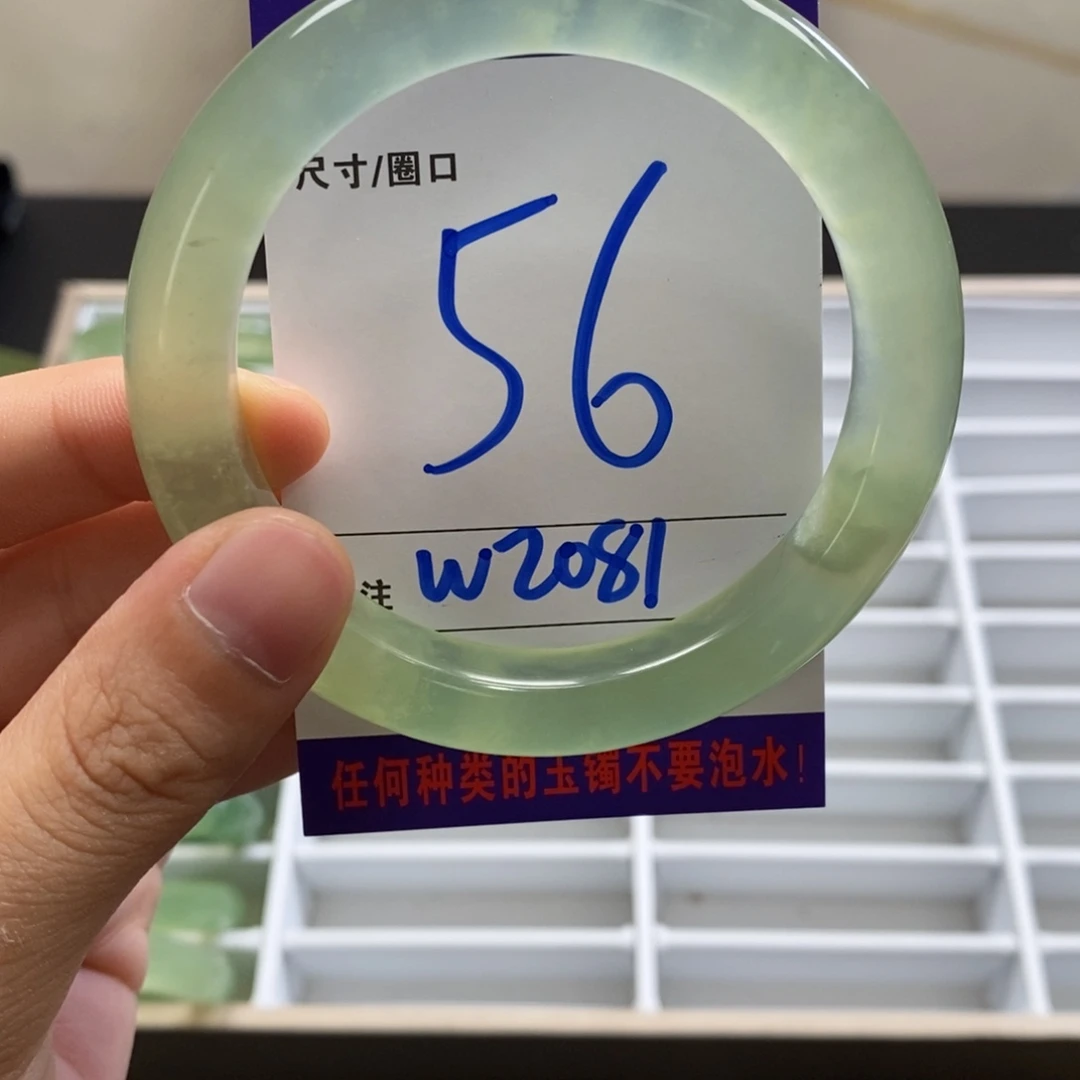 尺寸/圈口
56
注 W2081
任何种类的玉镯不要泡水!